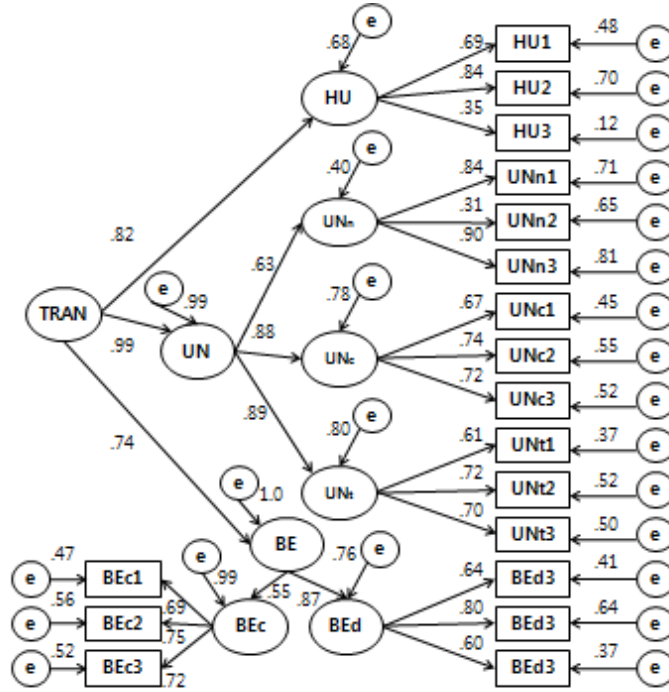 e .48
.68 .69 HU1 e
HU .84 HU2 .70 e
.35 HU3 .12 e
e
.40 .84 UNn1 .71 e
UNn .31 UNn2 .65 e
.90 UNn3 .81 e
.82
.63
e .99
.78 e .67 UNc1 .45 e
TRAN .99 UN .88 UNc .74 UNc2 .55 e
.72 UNc3 .52 e
.89
.74
.80 e .61 UNt1 .37 e
UNt .72 UNt2 .52 e
.70 UNt3 .50 e
e 1.0
BE
.76 e
.47 e .99 .55 .87
e BEc1 .64 BEd3 .41 e
.56 .69
e BEc2 BEc BEd .80 BEd3 .64 e
.52 .75
e BEc3 .72 .60 BEd3 .37 e